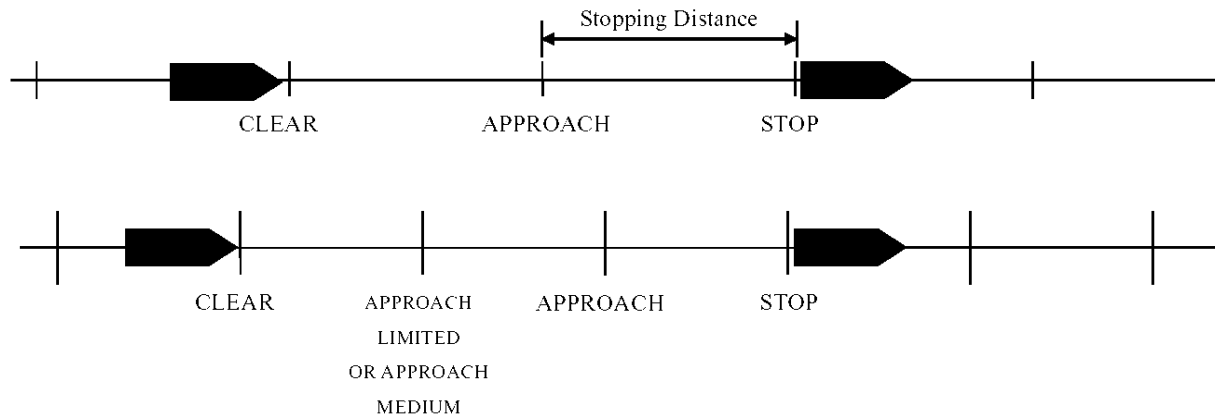 Stopping Distance
CLEAR
APPROACH
STOP
CLEAR
APPROACH
LIMITED
OR APPROACH
MEDIUM
APPROACH
STOP